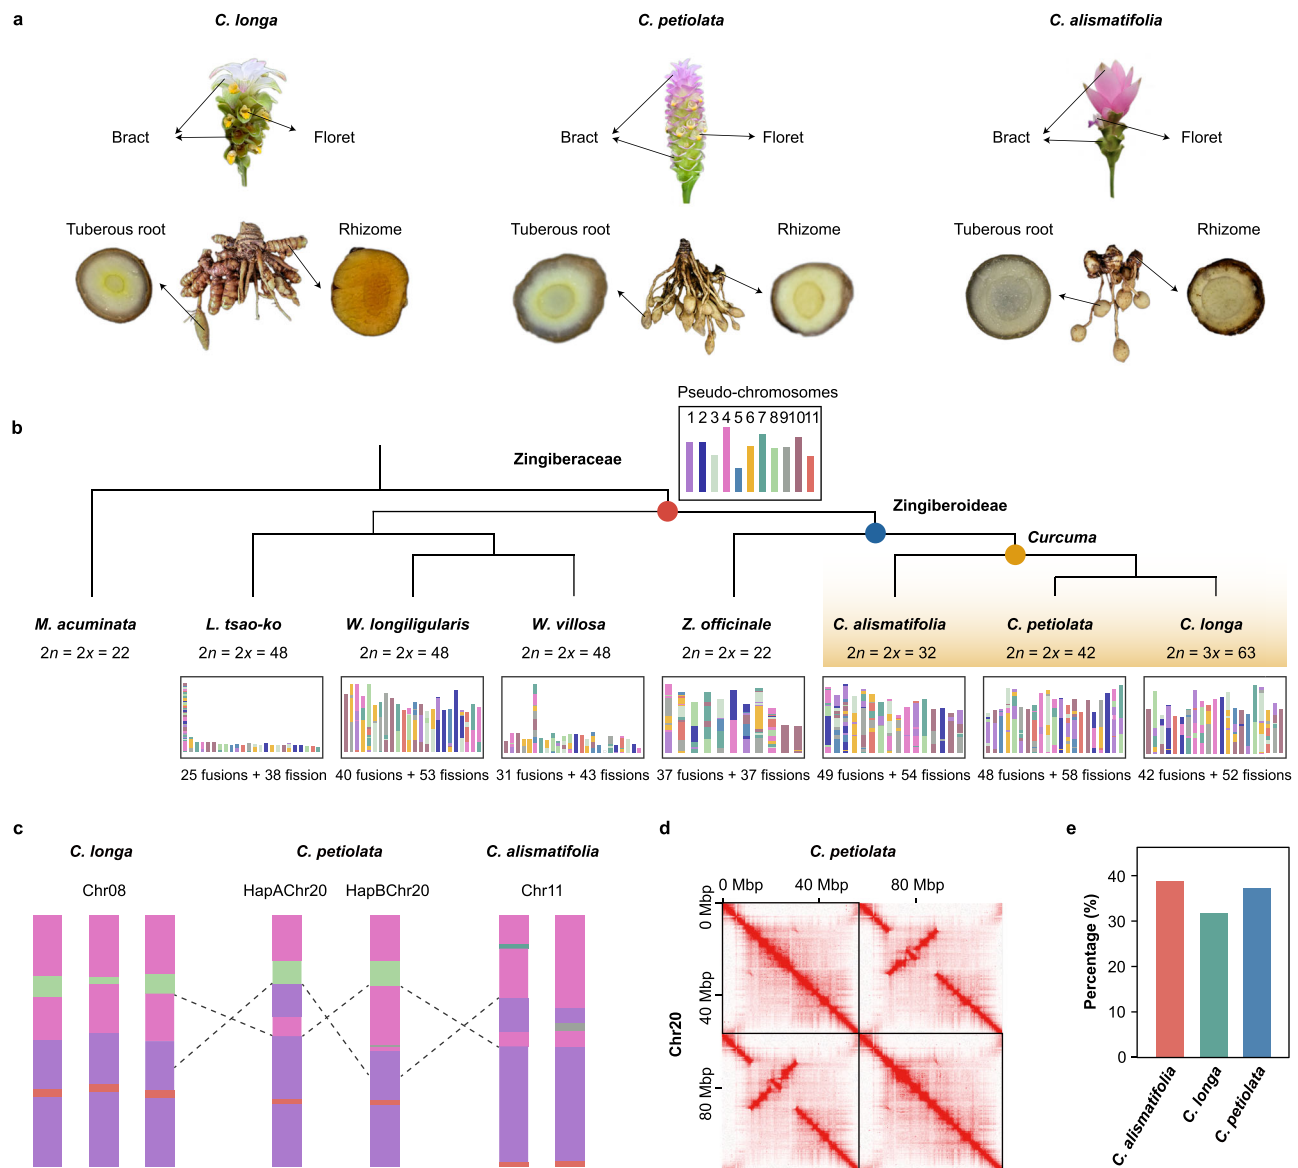 a
C. longa
C. petiolata
C. alismatifolia
Bract
Floret
Bract
Floret
Bract
Floret
Tuberous root
Rhizome
Tuberous root
Rhizome
Tuberous root
Rhizome
b
Pseudo-chromosomes
1 2 3 4 5 6 7 8 9 10 11
Zingiberaceae
Zingiberoideae
Curcuma
M. acuminata
L. tsao-ko
W. longiligularis
W. villosa
Z. officinale
C. alismatifolia
C. petiolata
C. longa
2n = 2x = 22
2n = 2x = 48
2n = 2x = 48
2n = 2x = 48
2n = 2x = 22
2n = 2x = 32
2n = 2x = 42
2n = 3x = 63
25 fusions + 38 fission
40 fusions + 53 fissions
31 fusions + 43 fissions
37 fusions + 37 fissions
49 fusions + 54 fissions
48 fusions + 58 fissions
42 fusions + 52 fissions
c
C. longa
C. petiolata
C. alismatifolia
Chr08
HapAChr20
HapBChr20
Chr11
d
C. petiolata
0 Mbp
40 Mbp
80 Mbp
0 Mbp
40 Mbp
80 Mbp
Chr20
e
Percentage (%)
40
30
20
10
0
C. alismatifolia
C. longa
C. petiolata